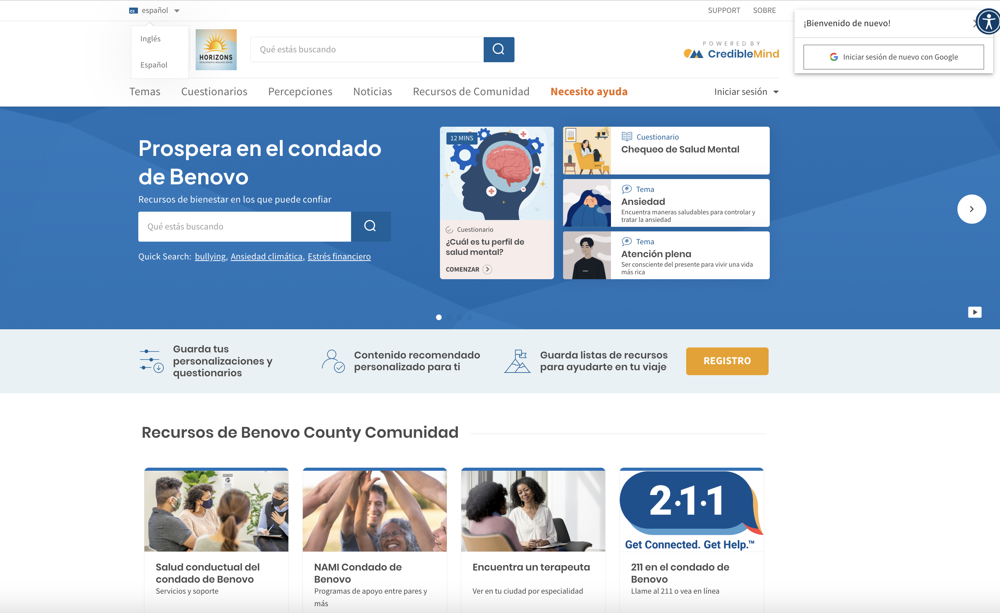 es español
SUPPORT SOBRE
¡Bienvenido de nuevo!
Iniciar sesión de nuevo con Google
Inglés
Español
HORIZONS
DEVELOPMENTAL RESOURCE CENTER
Qué estás buscando
POWERED BY
CredibleMind
Temas Cuestionarios Percepciones Noticias Recursos de Comunidad Necesito ayuda Iniciar sesión
Prospera en el condado
de Benovo
Recursos de bienestar en los que puede confiar
Qué estás buscando
Quick Search: bullying, Ansiedad climática, Estrés financiero
12 MINS
Cuestionario
¿Cuál es tu perfil de
salud mental?
COMENZAR
Cuestionario
Chequeo de Salud Mental
Tema
Ansiedad
Encuentra maneras saludables para controlar y
tratar la ansiedad
Tema
Atención plena
Ser consciente del presente para vivir una vida
más rica
Guarda tus
personalizaciones y
questionarios
Contenido recomendado
personalizado para ti
Guarda listas de recursos
para ayudarte en tu viaje
REGISTRO
Recursos de Benovo County Comunidad
Salud conductual del
condado de Benovo
Servicios y soporte
NAMI Condado de
Benovo
Programas de apoyo entre pares y
más
Encuentra un terapeuta
Ver en tu ciudad por especialidad
2·1·1
Get Connected. Get Help.™
211 en el condado de
Benovo
Llame al 211 o vea en línea